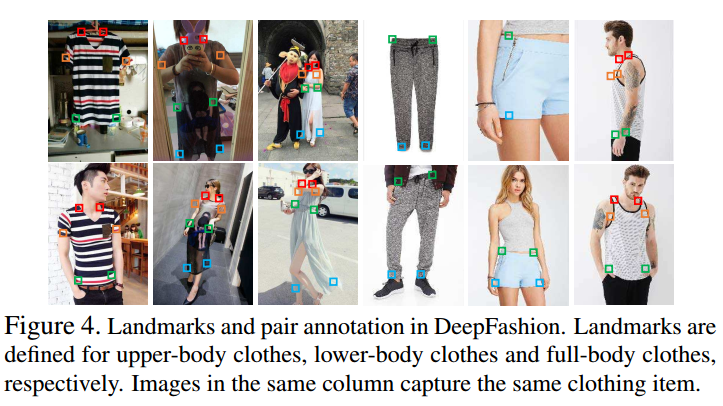 Figure 4. Landmarks and pair annotation in DeepFashion. Landmarks are
defined for upper-body clothes, lower-body clothes and full-body clothes,
respectively. Images in the same column capture the same clothing item.